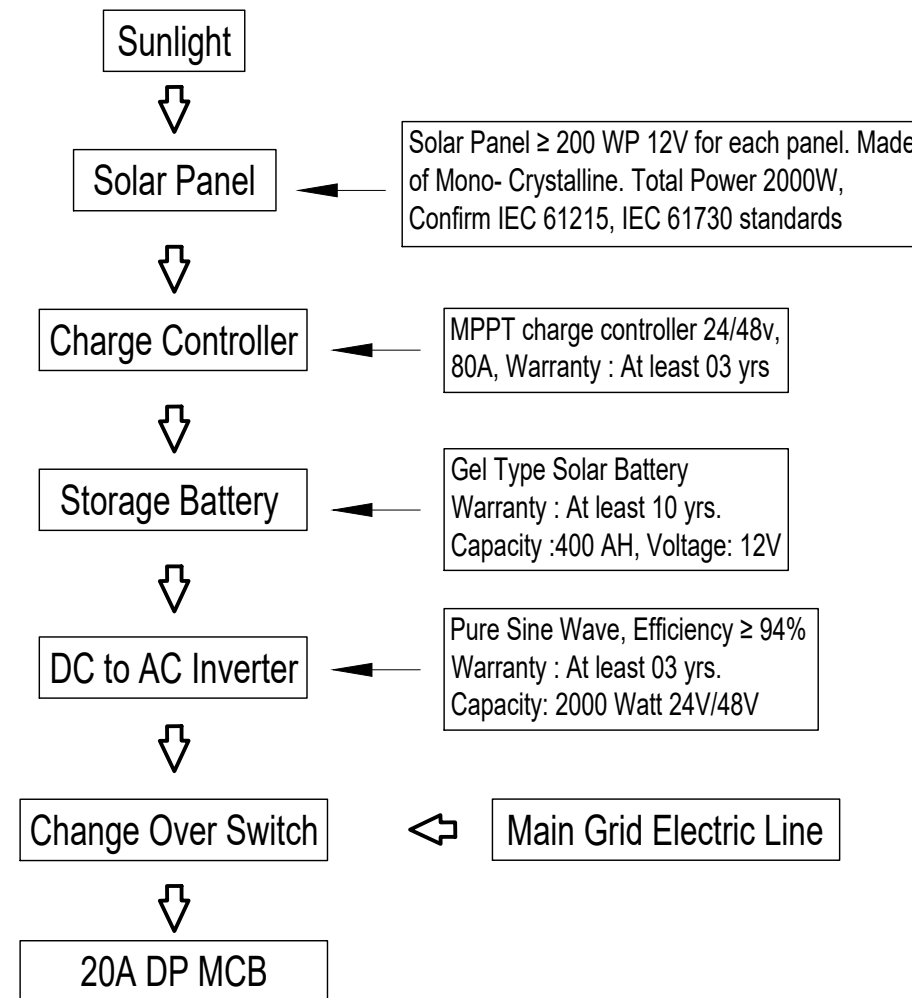 Sunlight
Solar Panel
Solar Panel ≥ 200 WP 12V for each panel. Made
of Mono- Crystalline. Total Power 2000W,
Confirm IEC 61215, IEC 61730 standards
Charge Controller
MPPT charge controller 24/48v,
80A, Warranty : At least 03 yrs
Storage Battery
Gel Type Solar Battery
Warranty : At least 10 yrs.
Capacity :400 AH, Voltage: 12V
DC to AC Inverter
Pure Sine Wave, Efficiency ≥ 94%
Warranty : At least 03 yrs.
Capacity: 2000 Watt 24V/48V
Change Over Switch
Main Grid Electric Line
20A DP MCB